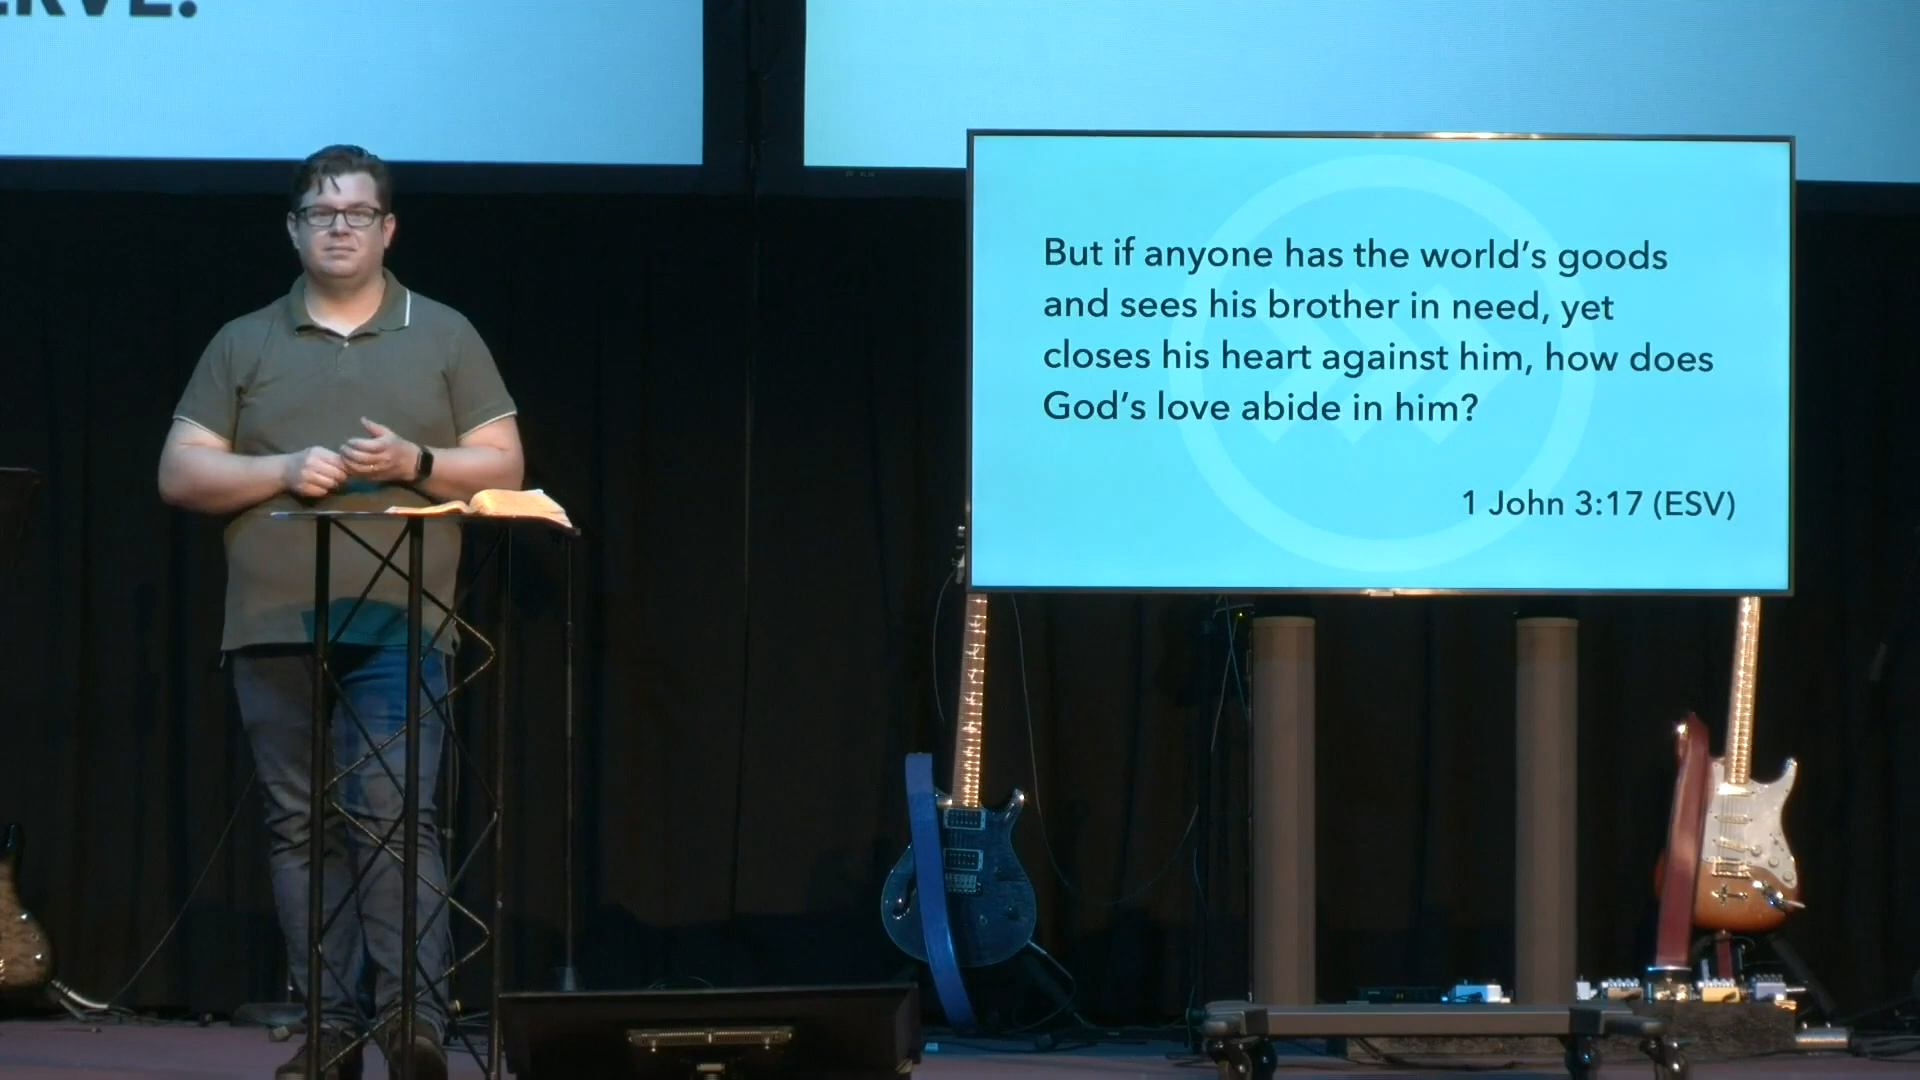 But if anyone has the world's goods
and sees his brother in need, yet
closes his heart against him, how does
God's love abide in him?
1 John 3:17 (ESV)